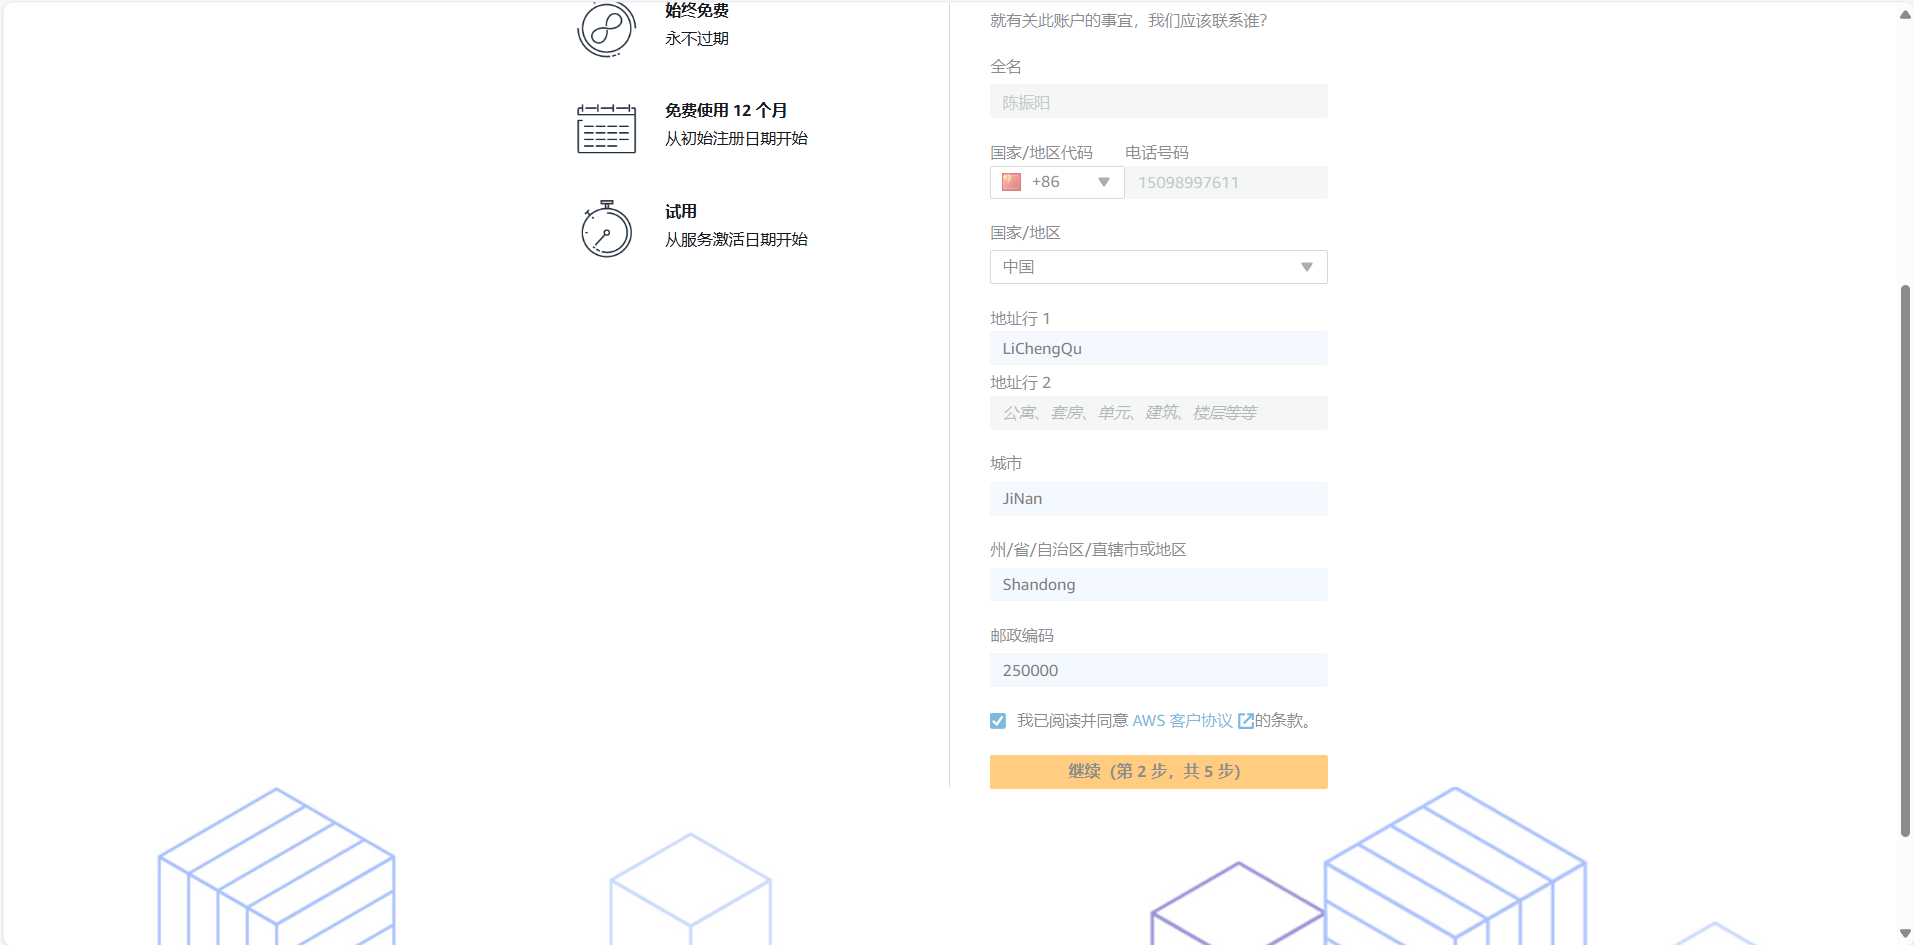 始终免费
永不过期
免费使用 12 个月
从初始注册日期开始
试用
从服务激活日期开始
就有关此账户的事宜，我们应该联系谁？
全名
陈振阳
国家/地区代码 电话号码
+86 15098997611
国家/地区
中国
地址行 1
LiChengQu
地址行 2
公寓、套房、单元、建筑、楼层等等
城市
JiNan
州/省/自治区/直辖市或地区
Shandong
邮政编码
250000
我已阅读并同意 AWS 客户协议 的条款。
继续（第 2 步，共 5 步）